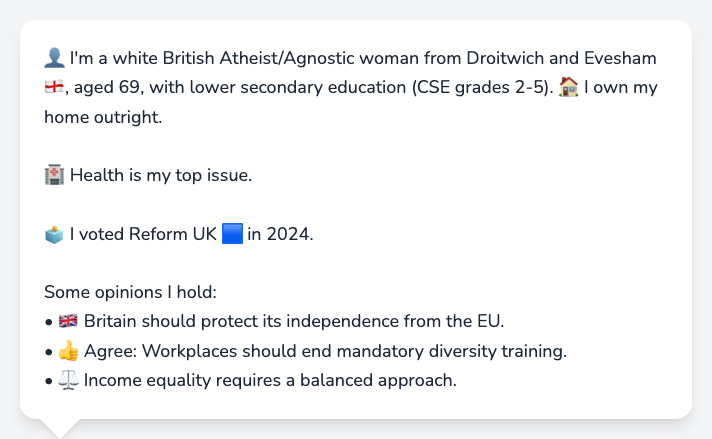 👤 I'm a white British Atheist/Agnostic woman from Droitwich and Evesham
🏴󠁧󠁢󠁥󠁮󠁧󠁿, aged 69, with lower secondary education (CSE grades 2-5). 🏠 I own my
home outright.
🏥 Health is my top issue.
🗳️ I voted Reform UK 🟦 in 2024.
Some opinions I hold:
• 🇬🇧 Britain should protect its independence from the EU.
• 👍 Agree: Workplaces should end mandatory diversity training.
• ⚖️ Income equality requires a balanced approach.